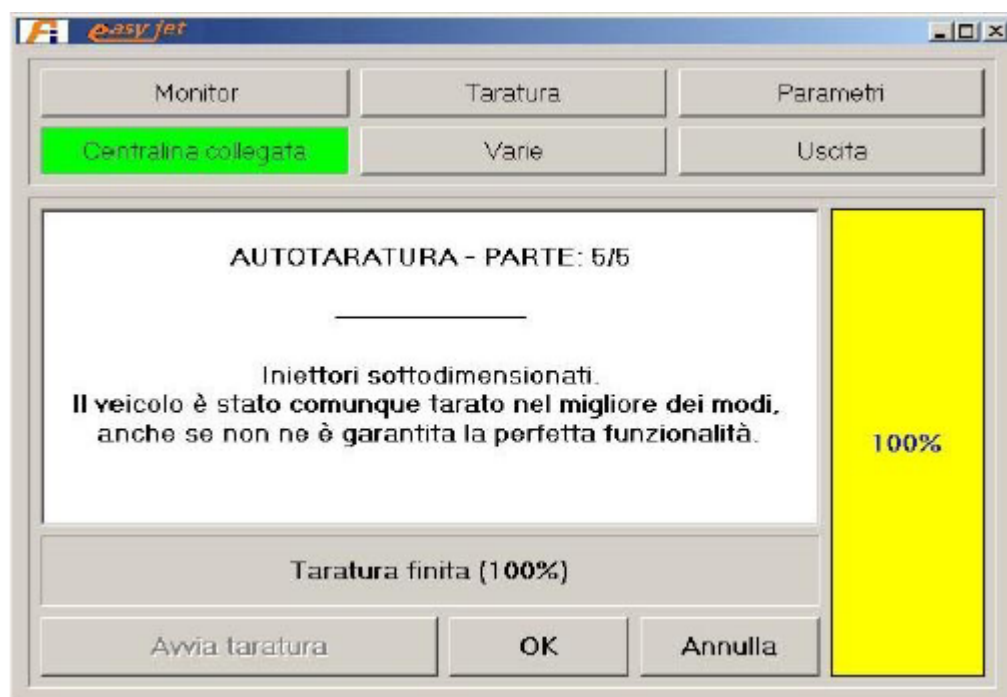 easy jet
Monitor
Taratura
Parametri
Centralina collegata
Varie
Uscita
AUTOTARATURA - PARTE: 5/5
Iniettori sottodimensionati.
Il veicolo è stato comunque tarato nel migliore dei modi,
anche se non ne è garantita la perfetta funzionalità.
100%
Taratura finita (100%)
Avvia taratura
OK
Annulla